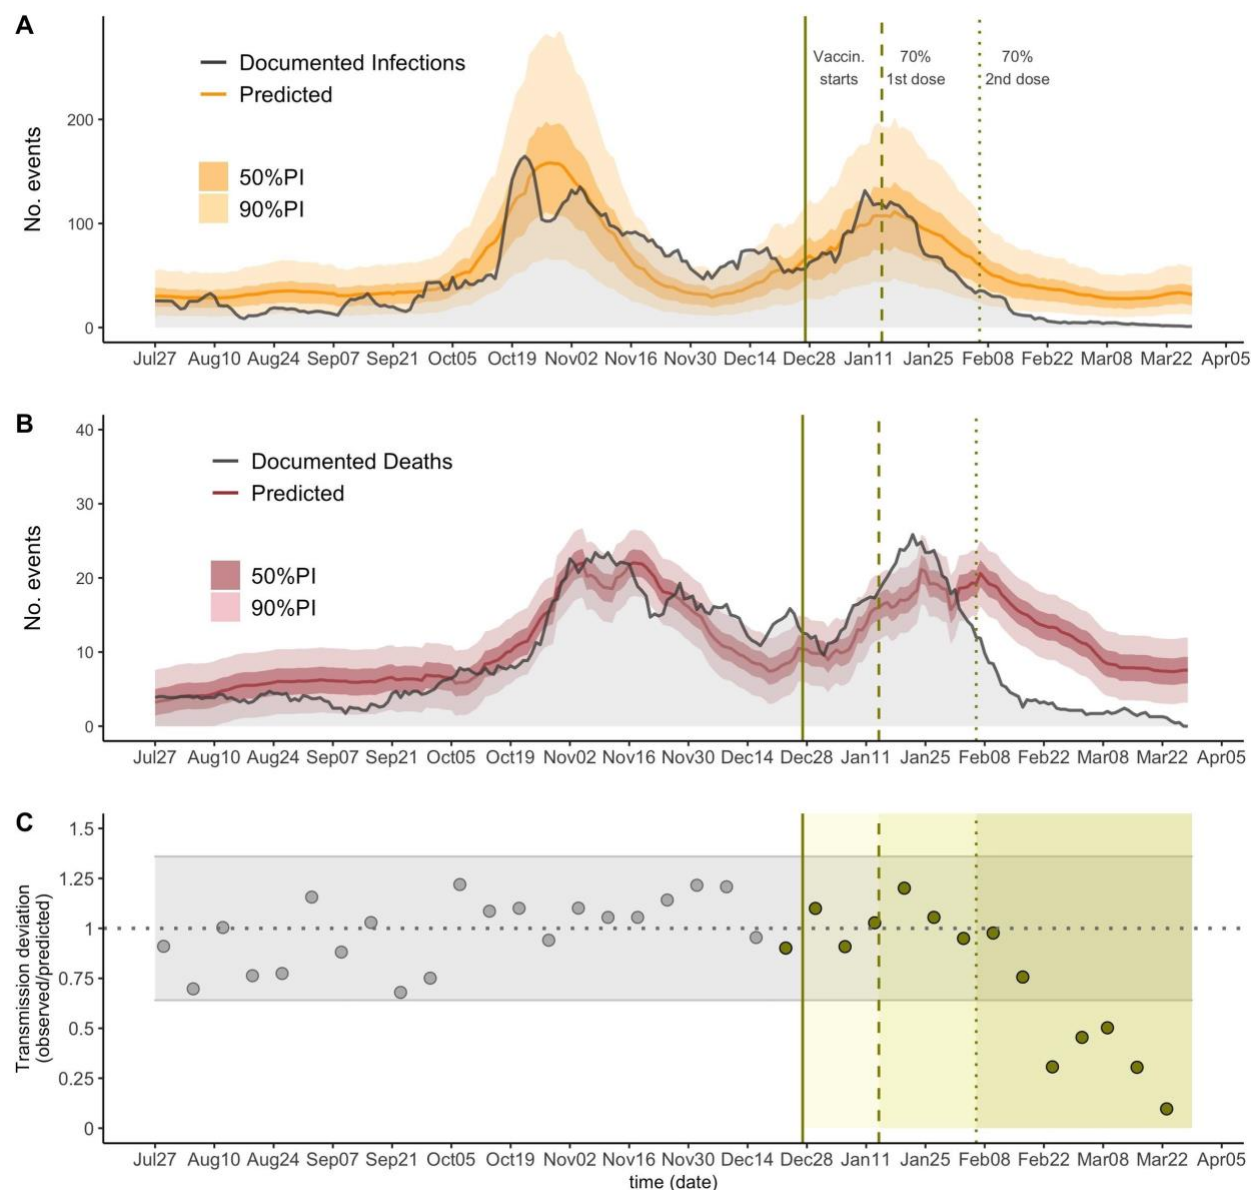 A
Documented Infections
Predicted
50%PI
90%PI
Vaccin.
starts
70%
1st dose
70%
2nd dose
No. events
200
100
0
Jul27 Aug10 Aug24 Sep07 Sep21 Oct05 Oct19 Nov02 Nov16 Nov30 Dec14 Dec28 Jan11 Jan25 Feb08 Feb22 Mar08 Mar22 Apr05
B
Documented Deaths
Predicted
50%PI
90%PI
No. events
40
30
20
10
0
Jul27 Aug10 Aug24 Sep07 Sep21 Oct05 Oct19 Nov02 Nov16 Nov30 Dec14 Dec28 Jan11 Jan25 Feb08 Feb22 Mar08 Mar22 Apr05
C
Transmission deviation
(observed/predicted)
1.5
1.25
1
0.75
0.5
0.25
0
Jul27 Aug10 Aug24 Sep07 Sep21 Oct05 Oct19 Nov02 Nov16 Nov30 Dec14 Dec28 Jan11 Jan25 Feb08 Feb22 Mar08 Mar22 Apr05
time (date)